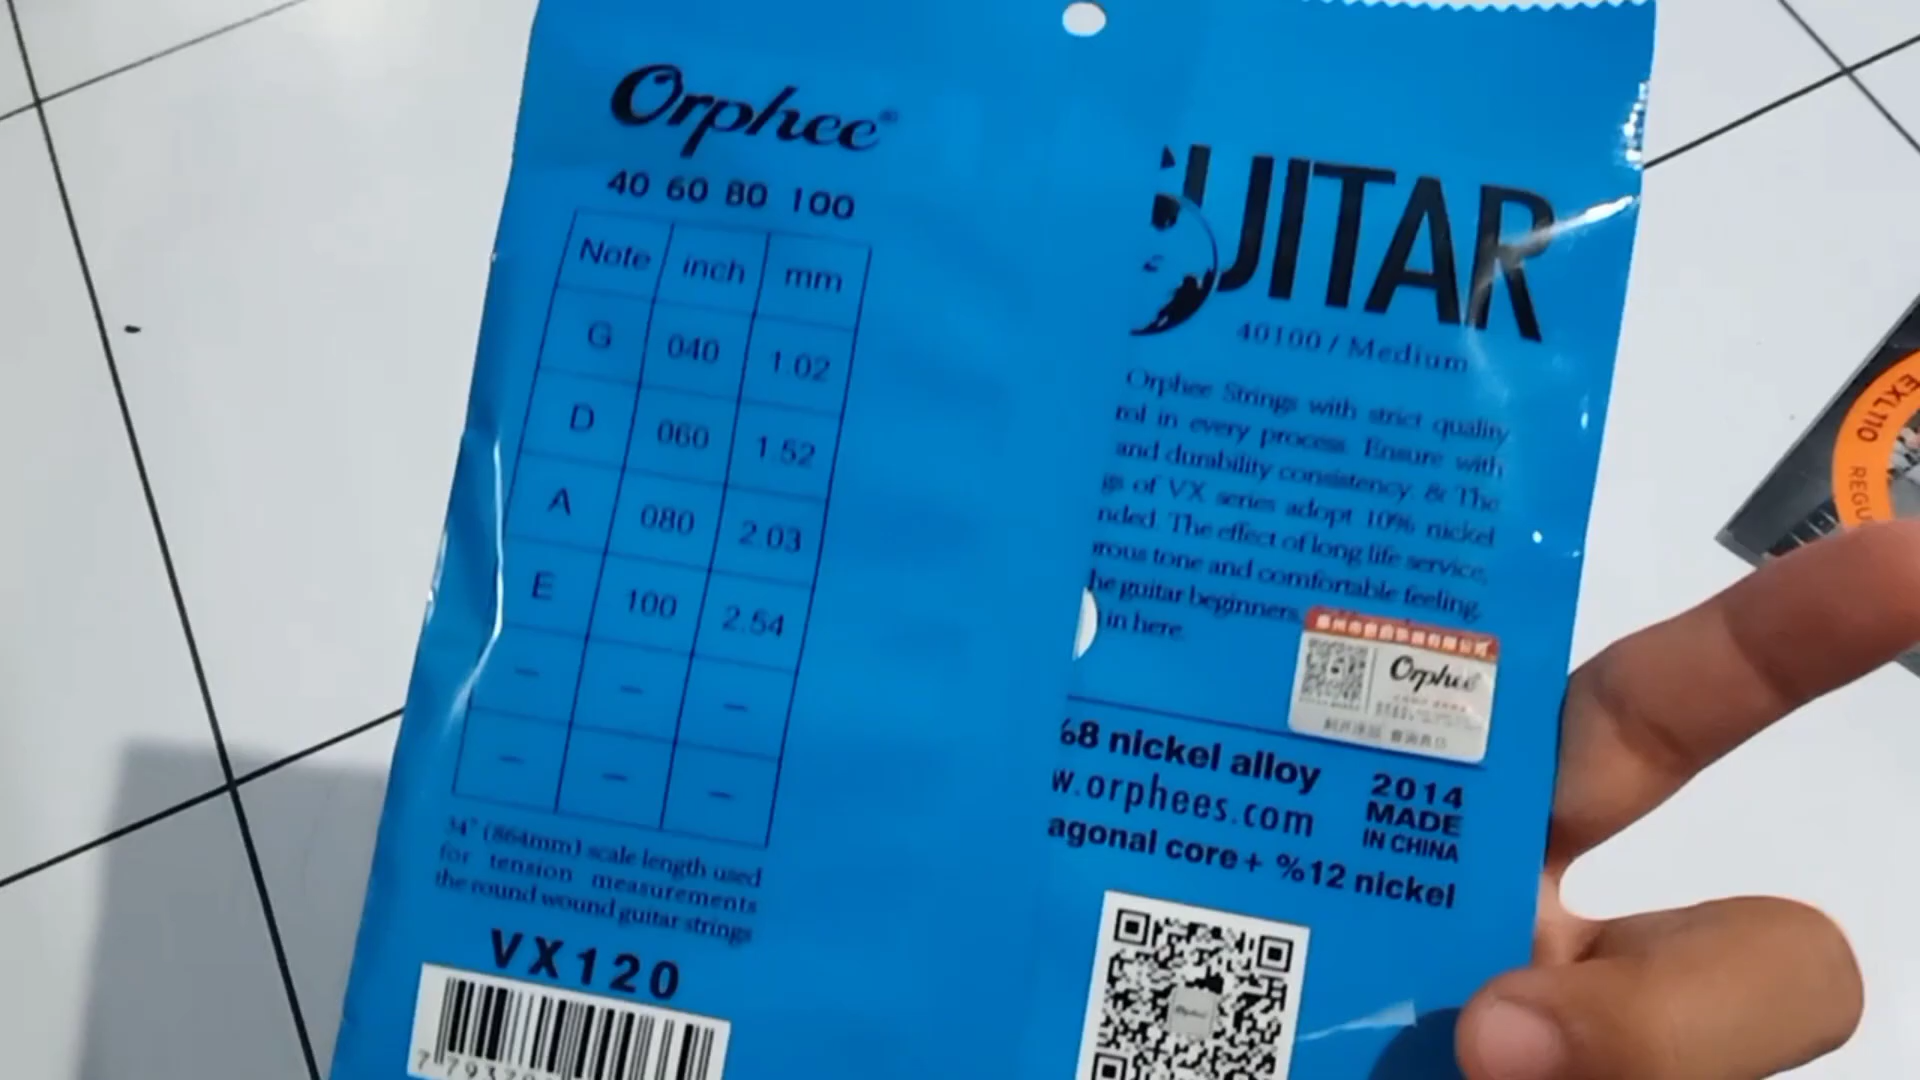 Orphee®
40 60 80 100
Note inch mm
G 040 1.02
D 060 1.52
A 080 2.03
E 100 2.54
– – –
– – –
34" (864mm) scale length used
for tension measurements
the round wound guitar strings
VX120
GUITAR
40100 / Medium
Orphee Strings with strict quality
rol in every process. Ensure with
and durability consistency. & The
gs of VX series adopt 10% nickel
nded. The effect of long life service,
rous tone and comfortable feeling.
he guitar beginners,
in here.
Orphee
%8 nickel alloy
w.orphees.com
agonal core+ %12 nickel
2014
MADE
IN CHINA
EXL110
REGU